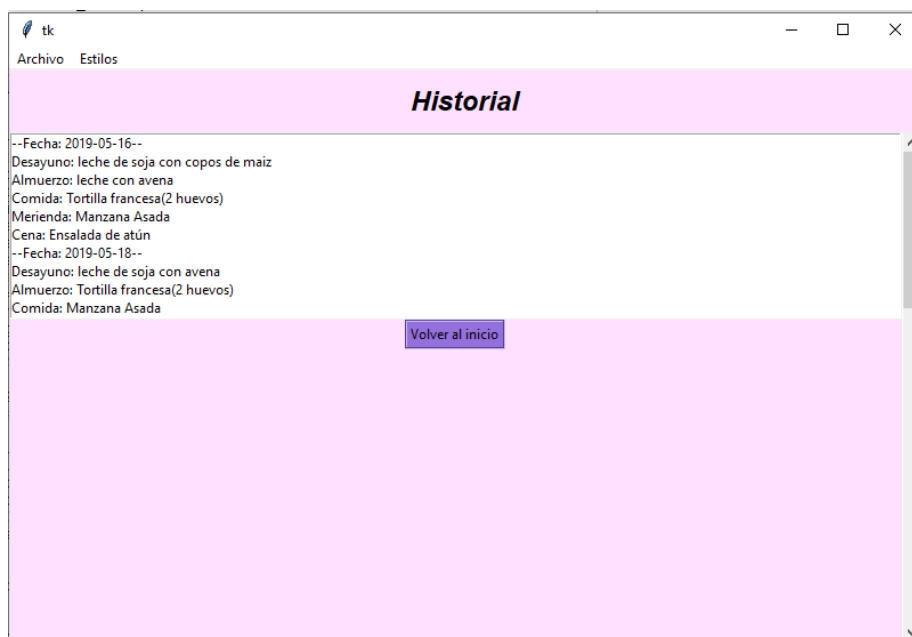 tk
Archivo Estilos
Historial
--Fecha: 2019-05-16--
Desayuno: leche de soja con copos de maiz
Almuerzo: leche con avena
Comida: Tortilla francesa(2 huevos)
Merienda: Manzana Asada
Cena: Ensalada de atún
--Fecha: 2019-05-18--
Desayuno: leche de soja con avena
Almuerzo: Tortilla francesa(2 huevos)
Comida: Manzana Asada
Volver al inicio